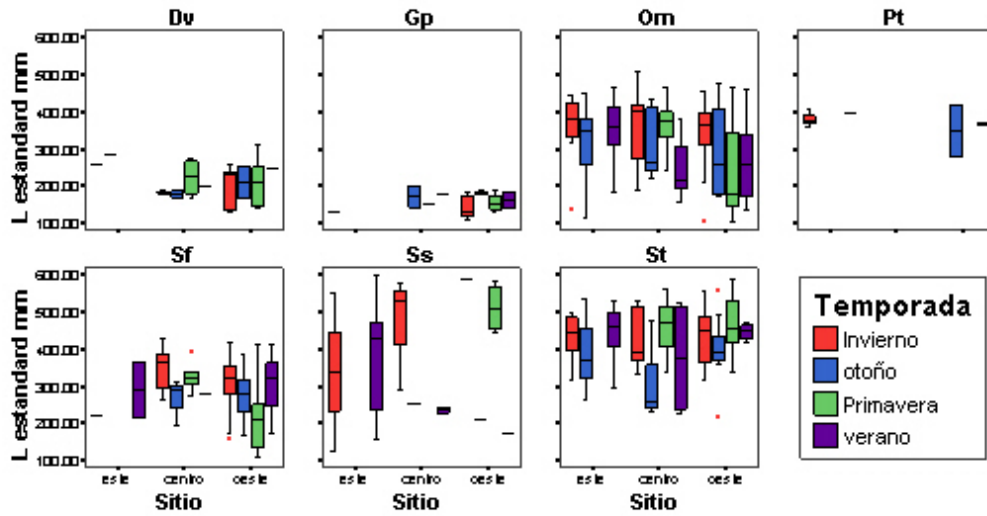 Dv Gp Om Pt
L estandard mm
600.00
500.00
400.00
300.00
200.00
100.00
Sf Ss St
L estandard mm
600.00
500.00
400.00
300.00
200.00
100.00
este centro oeste este centro oeste este centro oeste
Sitio Sitio Sitio
Temporada
Invierno
otoño
Primavera
verano